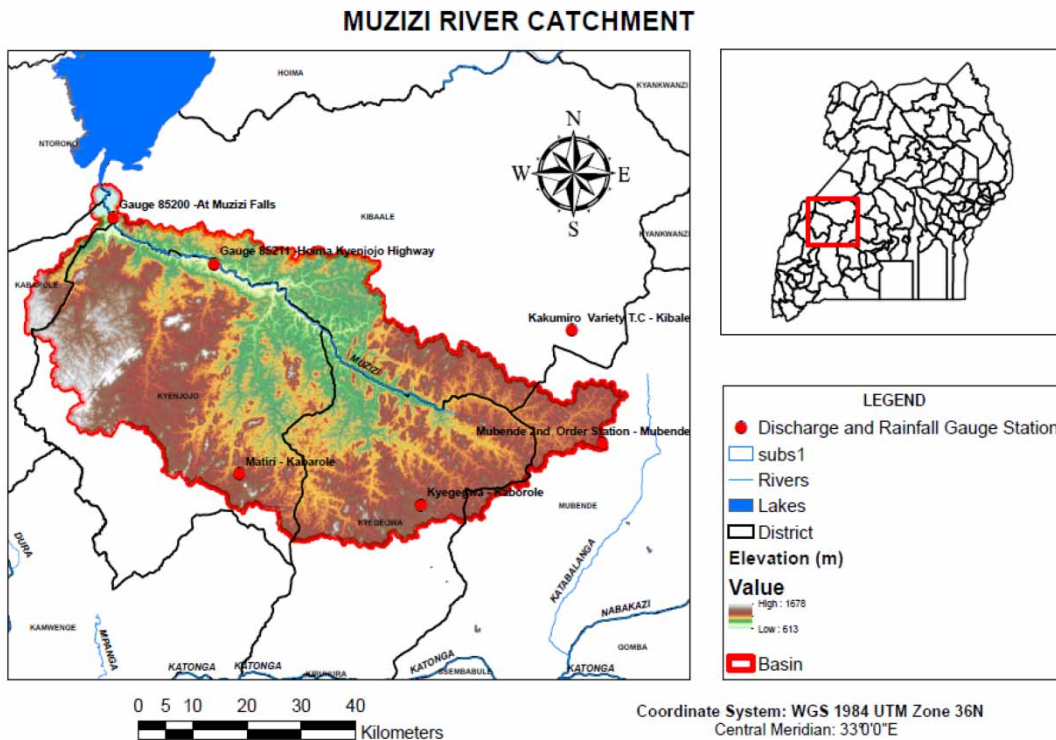 MUZIZI RIVER CATCHMENT
HOIMA
KYANKWANZI
NTOROKO
N
W E
S
Gauge 85200 -At Muzizi Falls
KIBAALE
KYANKWANZI
Gauge 85211-Hoima Kyenjojo Highway
KABAROLE
Kakumiro Variety T.C - Kibale
MUZIZI
KYENJOJO
Mubende 2nd Order Station - Mubende
Matiri - Kabarole
Kyegegwa - Kaborole
MUBENDE
KYEGEGWA
DURA
KATABALANGA
NABAKAZI
KAMWENGE
MPANGA
GOMBA
KATONGA
KATONGA
KIRUHURA
KATONGA
SSEMBABULE
KATONGA
LEGEND
Discharge and Rainfall Gauge Station
subs1
Rivers
Lakes
District
Elevation (m)
Value
High : 1678
Low : 613
Basin
0 5 10 20 30 40
Kilometers
Coordinate System: WGS 1984 UTM Zone 36N
Central Meridian: 33°0'0"E